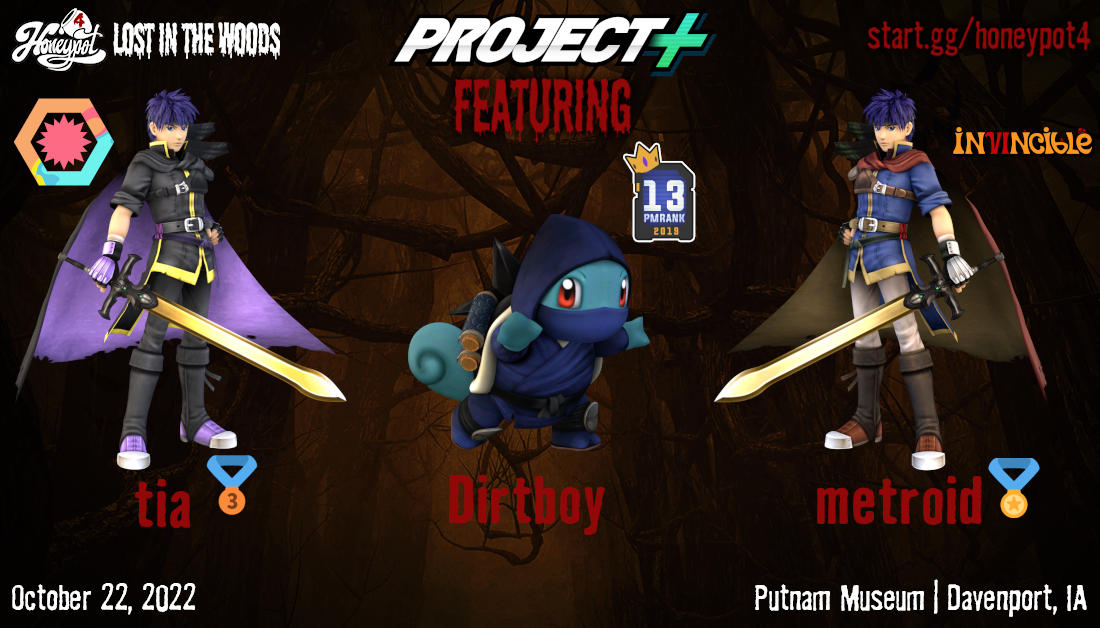 4
Honeypot
LOST IN THE WOODS
PROJECT+
start.gg/honeypot4
FEATURING
INVINCIBLE
13
PMRANK
2019
tia
3
Dirtboy
metroid
October 22, 2022
Putnam Museum | Davenport, IA